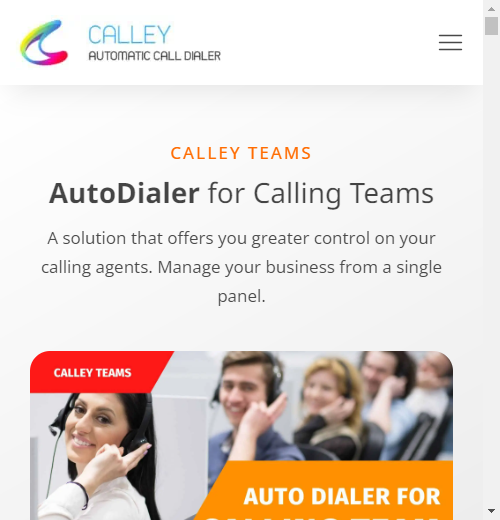 CALLEY
AUTOMATIC CALL DIALER
CALLEY TEAMS
AutoDialer for Calling Teams
A solution that offers you greater control on your
calling agents. Manage your business from a single
panel.
CALLEY TEAMS
AUTO DIALER FOR